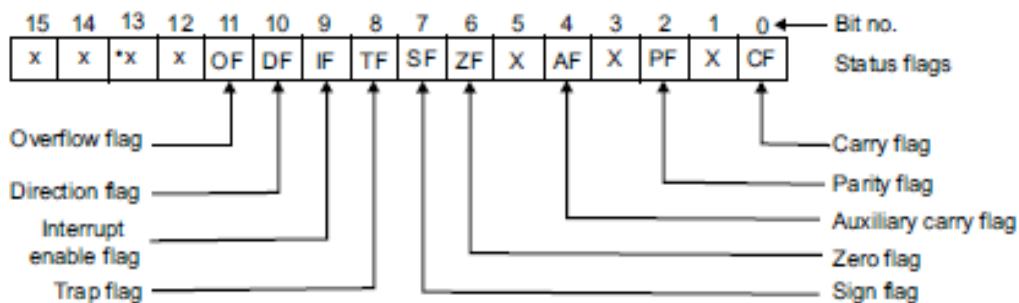 15 14 13 12 11 10 9 8 7 6 5 4 3 2 1 0 Bit no.
x x *x x OF DF IF TF SF ZF X AF X PF X CF Status flags
Overflow flag
Carry flag
Direction flag
Parity flag
Interrupt
enable flag
Auxiliary carry flag
Zero flag
Trap flag
Sign flag